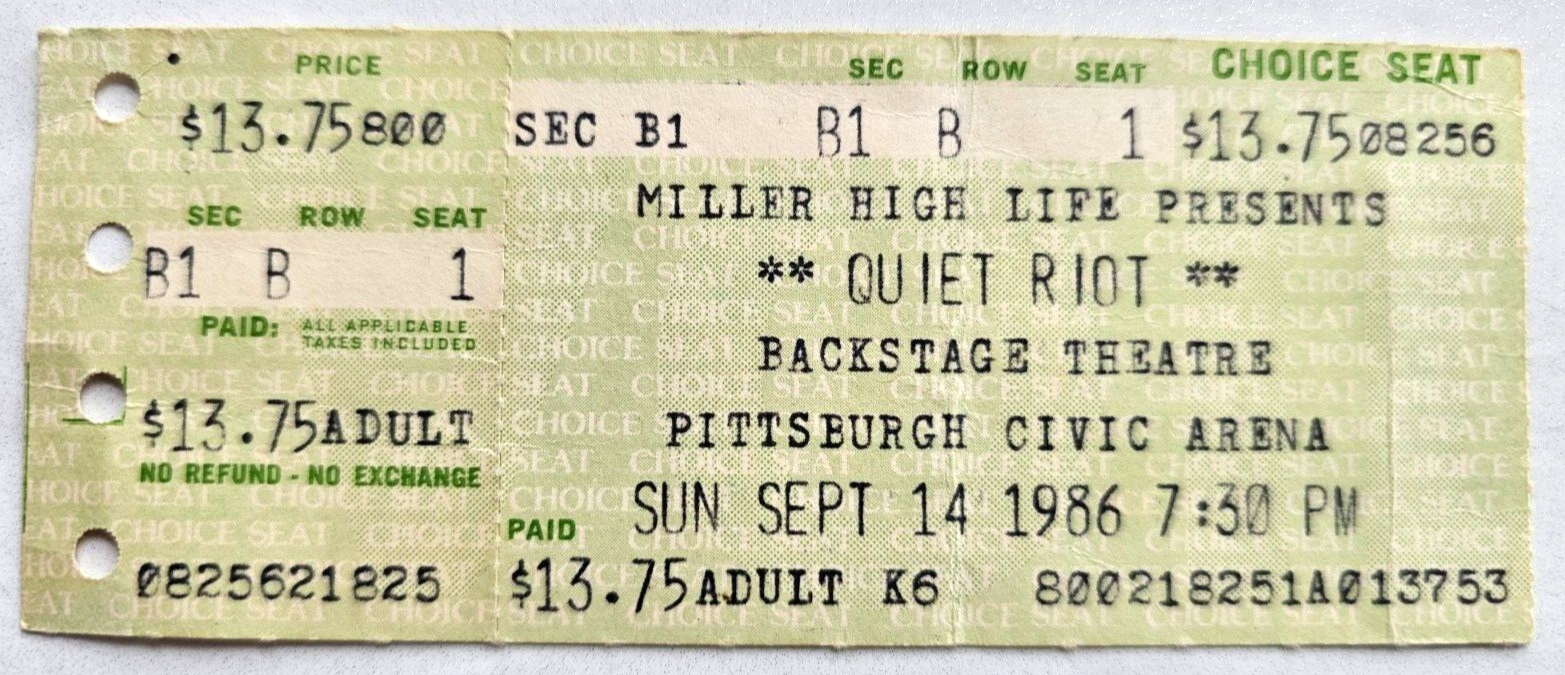 PRICE
$13.75800
SEC ROW SEAT
B1 B 1
PAID: ALL APPLICABLE
TAXES INCLUDED
$13.75ADULT
NO REFUND - NO EXCHANGE
0825621825
SEC ROW SEAT CHOICE SEAT
SEC B1 B1 B 1 $13.7508256
MILLER HIGH LIFE PRESENTS
** QUIET RIOT **
BACKSTAGE THEATRE
PITTSBURGH CIVIC ARENA
SUN SEPT 14 1986 7:30 PM
PAID
$13.75ADULT K6 800218251A013753